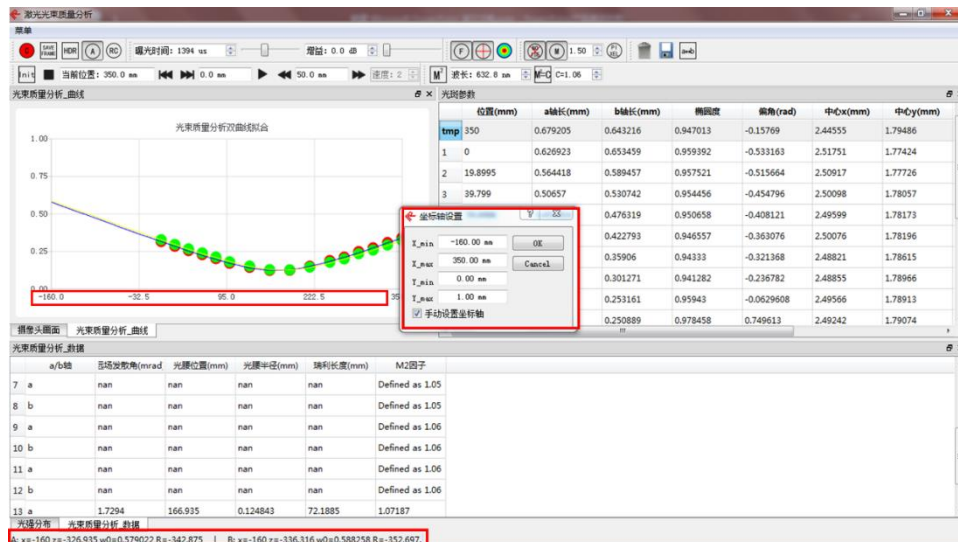 激光光束质量分析
菜单
SAVE FRAME HDR A RC 曝光时间: 1394 us 增益: 0.0 dB F M 1.50
Init 当前位置: 350.0 mm 0.0 mm 50.0 mm 速度: 2 M² 波长: 632.8 nm M²=C C=1.06
光束质量分析_曲线
光斑参数
光束质量分析双曲线拟合
1.00
0.75
0.50
0.25
0.00
-160.0 -32.5 95.0 222.5 35
位置(mm) a轴长(mm) b轴长(mm) 椭圆度 偏角(rad) 中心x(mm) 中心y(mm)
tmp 350 0.679205 0.643216 0.947013 -0.15769 2.44555 1.79486
1 0 0.626923 0.653459 0.959392 -0.533163 2.51751 1.77424
2 19.8995 0.564418 0.589457 0.957521 -0.515664 2.50917 1.77726
3 39.799 0.50657 0.530742 0.954456 -0.454796 2.50098 1.78057
0.476319 0.950658 -0.408121 2.49599 1.78173
0.422793 0.946557 -0.363076 2.50076 1.78196
0.35906 0.94333 -0.321368 2.48821 1.78615
0.301271 0.941282 -0.236782 2.48855 1.78966
0.253161 0.95943 -0.0629608 2.49566 1.78913
0.250889 0.978458 0.749613 2.49242 1.79074
坐标轴设置
X_min -160.00 mm OK
X_max 350.00 mm Cancel
Y_min 0.00 mm
Y_max 1.00 mm
手动设置坐标轴
摄像头画面 光束质量分析_曲线
光束质量分析_数据
a/b轴 场发散角(mrad 光腰位置(mm) 光腰半径(mm) 瑞利长度(mm) M2因子
7 a nan nan nan nan Defined as 1.05
8 b nan nan nan nan Defined as 1.05
9 a nan nan nan nan Defined as 1.06
10 b nan nan nan nan Defined as 1.06
11 a nan nan nan nan Defined as 1.06
12 b nan nan nan nan Defined as 1.06
13 a 1.7294 166.935 0.124843 72.1885 1.07187
光强分布 光束质量分析_数据
A: x=-160 z=-326.935 w0=0.579022 R=-342.875 | B: x=-160 z=-336.316 w0=0.588258 R=-352.697,